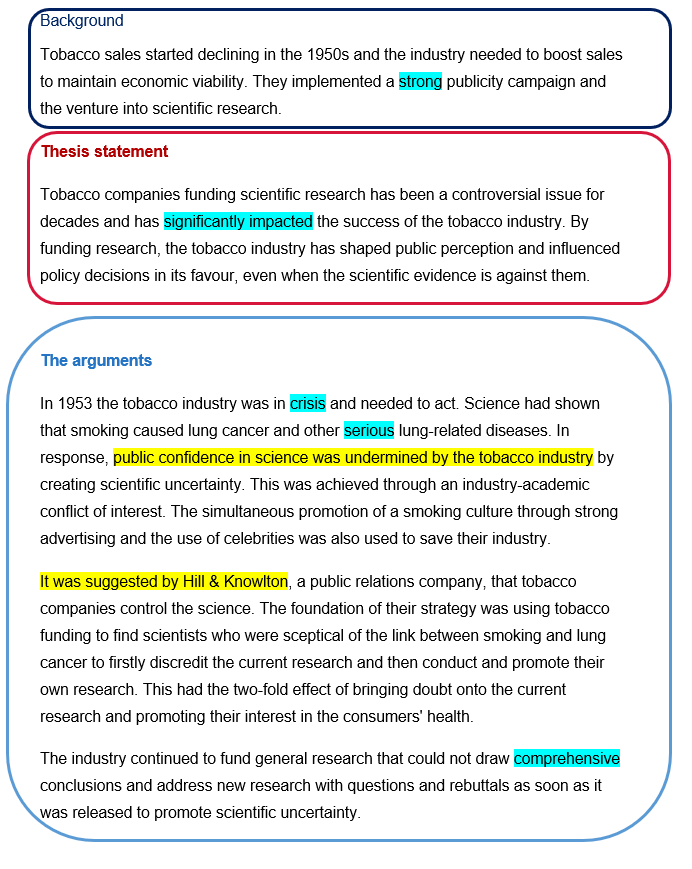 Background
Tobacco sales started declining in the 1950s and the industry needed to boost sales
to maintain economic viability. They implemented a strong publicity campaign and
the venture into scientific research.
Thesis statement
Tobacco companies funding scientific research has been a controversial issue for
decades and has significantly impacted the success of the tobacco industry. By
funding research, the tobacco industry has shaped public perception and influenced
policy decisions in its favour, even when the scientific evidence is against them.
The arguments
In 1953 the tobacco industry was in crisis and needed to act. Science had shown
that smoking caused lung cancer and other serious lung-related diseases. In
response, public confidence in science was undermined by the tobacco industry by
creating scientific uncertainty. This was achieved through an industry-academic
conflict of interest. The simultaneous promotion of a smoking culture through strong
advertising and the use of celebrities was also used to save their industry.
It was suggested by Hill & Knowlton, a public relations company, that tobacco
companies control the science. The foundation of their strategy was using tobacco
funding to find scientists who were sceptical of the link between smoking and lung
cancer to firstly discredit the current research and then conduct and promote their
own research. This had the two-fold effect of bringing doubt onto the current
research and promoting their interest in the consumers' health.
The industry continued to fund general research that could not draw comprehensive
conclusions and address new research with questions and rebuttals as soon as it
was released to promote scientific uncertainty.